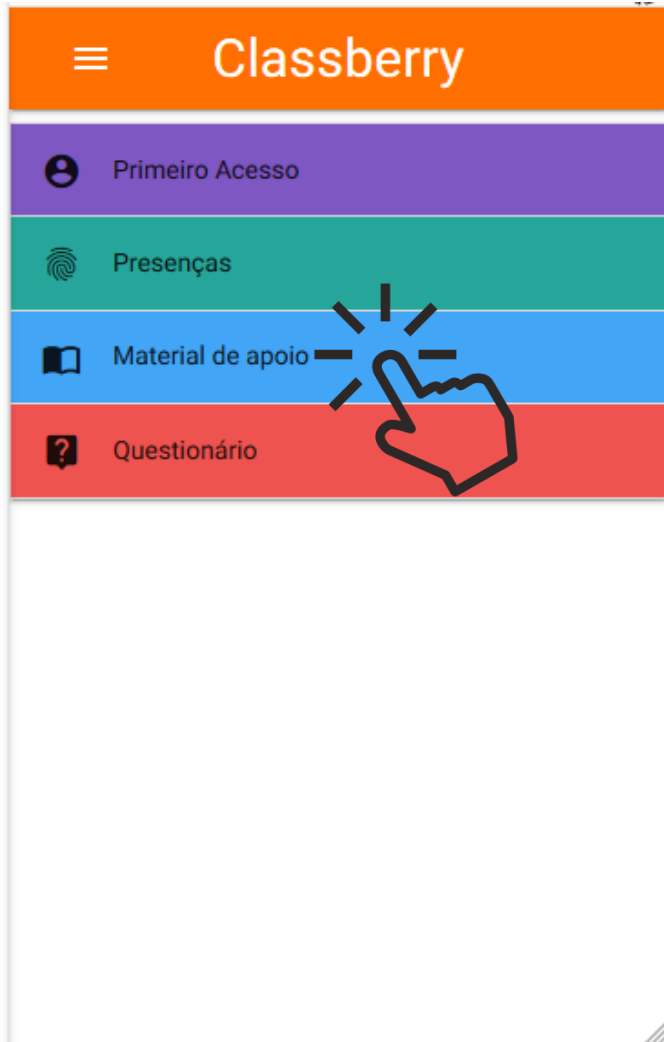 Classberry
Primeiro Acesso
Presenças
Material de apoio
Questionário